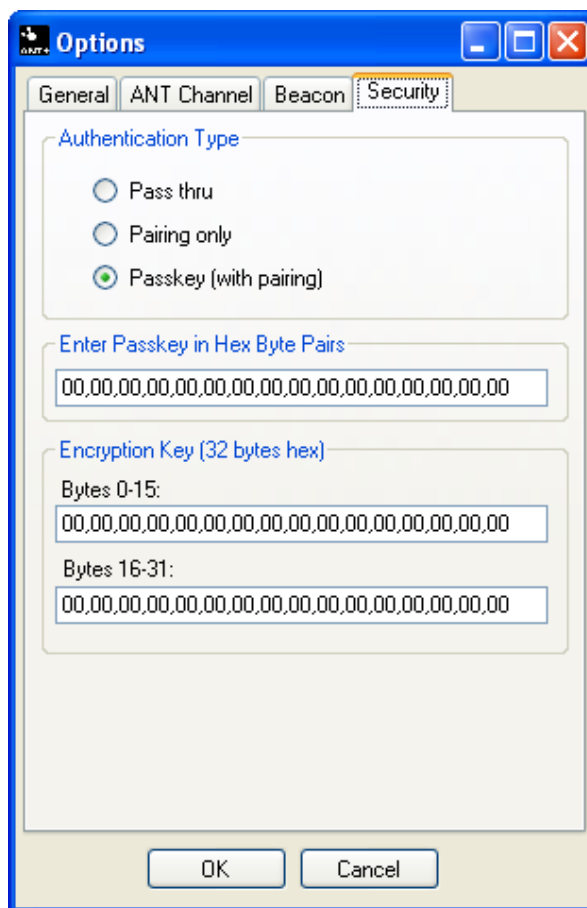 ANT+ Options
General ANT Channel Beacon Security
Authentication Type
Pass thru
Pairing only
Passkey (with pairing)
Enter Passkey in Hex Byte Pairs
00,00,00,00,00,00,00,00,00,00,00,00,00,00,00,00
Encryption Key (32 bytes hex)
Bytes 0-15:
00,00,00,00,00,00,00,00,00,00,00,00,00,00,00,00
Bytes 16-31:
00,00,00,00,00,00,00,00,00,00,00,00,00,00,00,00
OK Cancel